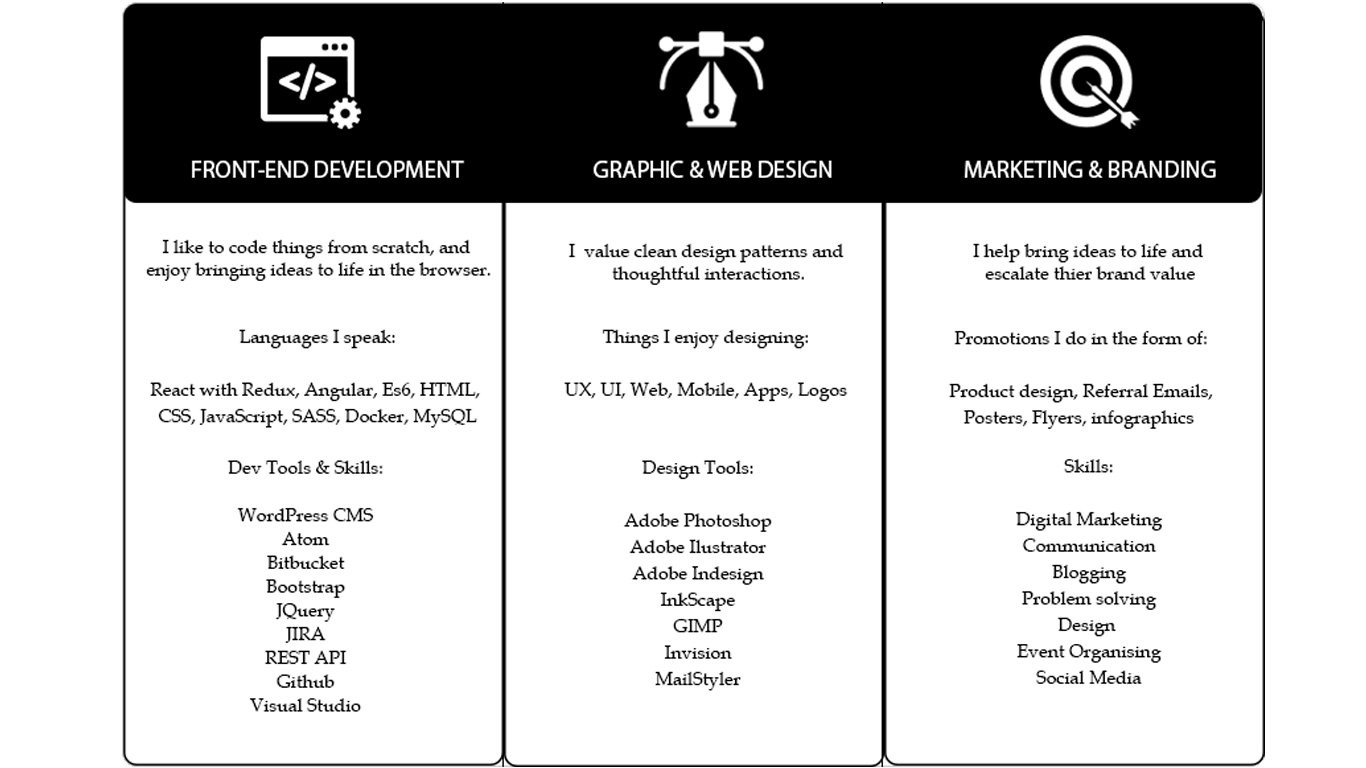 </>
FRONT-END DEVELOPMENT
I like to code things from scratch, and
enjoy bringing ideas to life in the browser.
Languages I speak:
React with Redux, Angular, Es6, HTML,
CSS, JavaScript, SASS, Docker, MySQL
Dev Tools & Skills:
WordPress CMS
Atom
Bitbucket
Bootstrap
JQuery
JIRA
REST API
Github
Visual Studio
GRAPHIC & WEB DESIGN
I  value clean design patterns and
thoughtful interactions.
Things I enjoy designing:
UX, UI, Web, Mobile, Apps, Logos
Design Tools:
Adobe Photoshop
Adobe Ilustrator
Adobe Indesign
InkScape
GIMP
Invision
MailStyler
MARKETING & BRANDING
I help bring ideas to life and
escalate thier brand value
Promotions I do in the form of:
Product design, Referral Emails,
Posters, Flyers, infographics
Skills:
Digital Marketing
Communication
Blogging
Problem solving
Design
Event Organising
Social Media